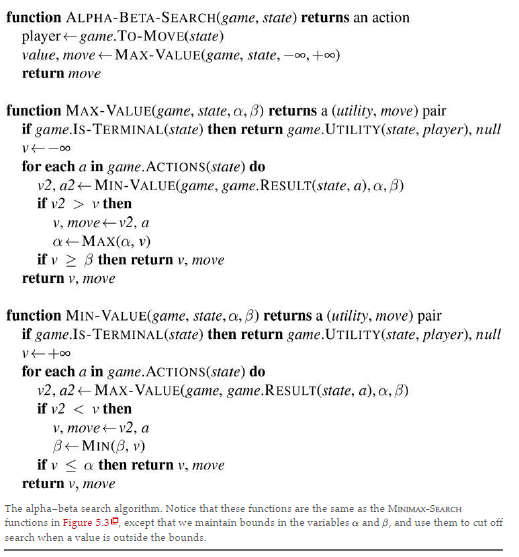 function ALPHA-BETA-SEARCH(game, state) returns an action
player←game.TO-MOVE(state)
value, move←MAX-VALUE(game, state, −∞, +∞)
return move
function MAX-VALUE(game, state, α, β) returns a (utility, move) pair
if game.IS-TERMINAL(state) then return game.UTILITY(state, player), null
v←−∞
for each a in game.ACTIONS(state) do
v2, a2←MIN-VALUE(game, game.RESULT(state, a), α, β)
if v2 > v then
v, move←v2, a
α←MAX(α, v)
if v ≥ β then return v, move
return v, move
function MIN-VALUE(game, state, α, β) returns a (utility, move) pair
if game.IS-TERMINAL(state) then return game.UTILITY(state, player), null
v←+∞
for each a in game.ACTIONS(state) do
v2, a2←MAX-VALUE(game, game.RESULT(state, a), α, β)
if v2 < v then
v, move←v2, a
β←MIN(β, v)
if v ≤ α then return v, move
return v, move
The alpha–beta search algorithm. Notice that these functions are the same as the MINIMAX-SEARCH
functions in Figure 5.3, except that we maintain bounds in the variables α and β, and use them to cut off
search when a value is outside the bounds.